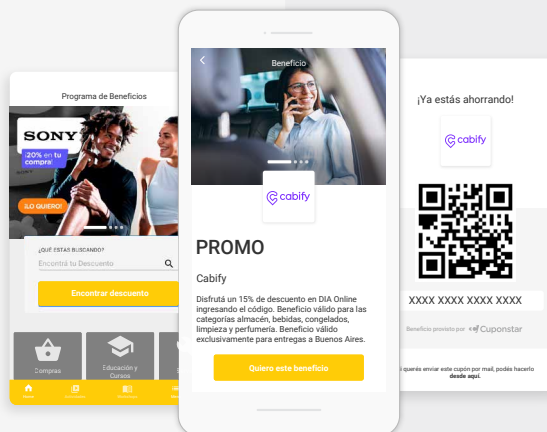 Programa de Beneficios
SONY
-20% en tu
compra!
¡LO QUIERO!
¿QUÉ ESTÁS BUSCANDO?
Encontrá tu Descuento
Encontrar descuento
Compras
Educación y
Cursos
Beneficio
cabify
PROMO
Cabify
Disfrutá un 15% de descuento en DIA Online
ingresando el código. Beneficio válido para las
categorías almacén, bebidas, congelados,
limpieza y perfumería. Beneficio válido
exclusivamente para entregas a Buenos Aires.
Quiero este beneficio
¡Ya estás ahorrando!
cabify
XXXX XXXX XXXX XXXX
Beneficio provisto por Cuponstar
querés enviar este cupón por mail, podés hacerlo
desde aquí.